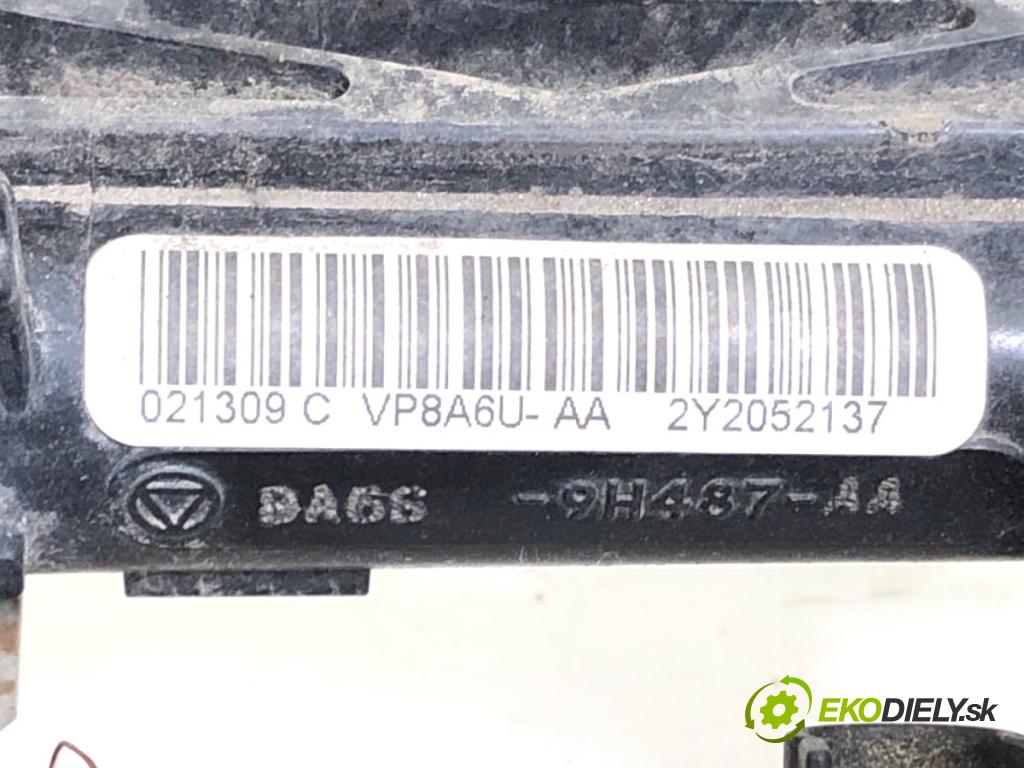 021309 C VP8A6U- AA 2Y2052137
8A6G -9H487-AA
EKODIELY.sk